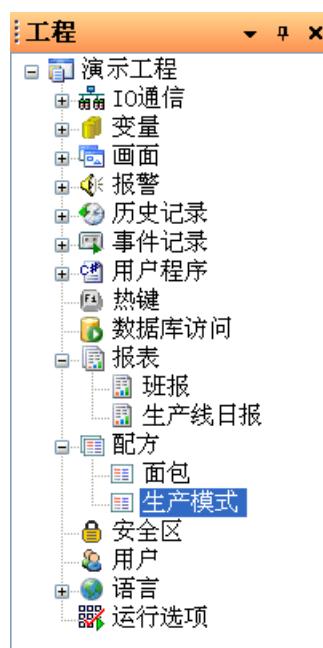 工程
演示工程
IO通信
变量
画面
报警
历史记录
事件记录
用户程序
热键
数据库访问
报表
班报
生产线日报
配方
面包
生产模式
安全区
用户
语言
运行选项